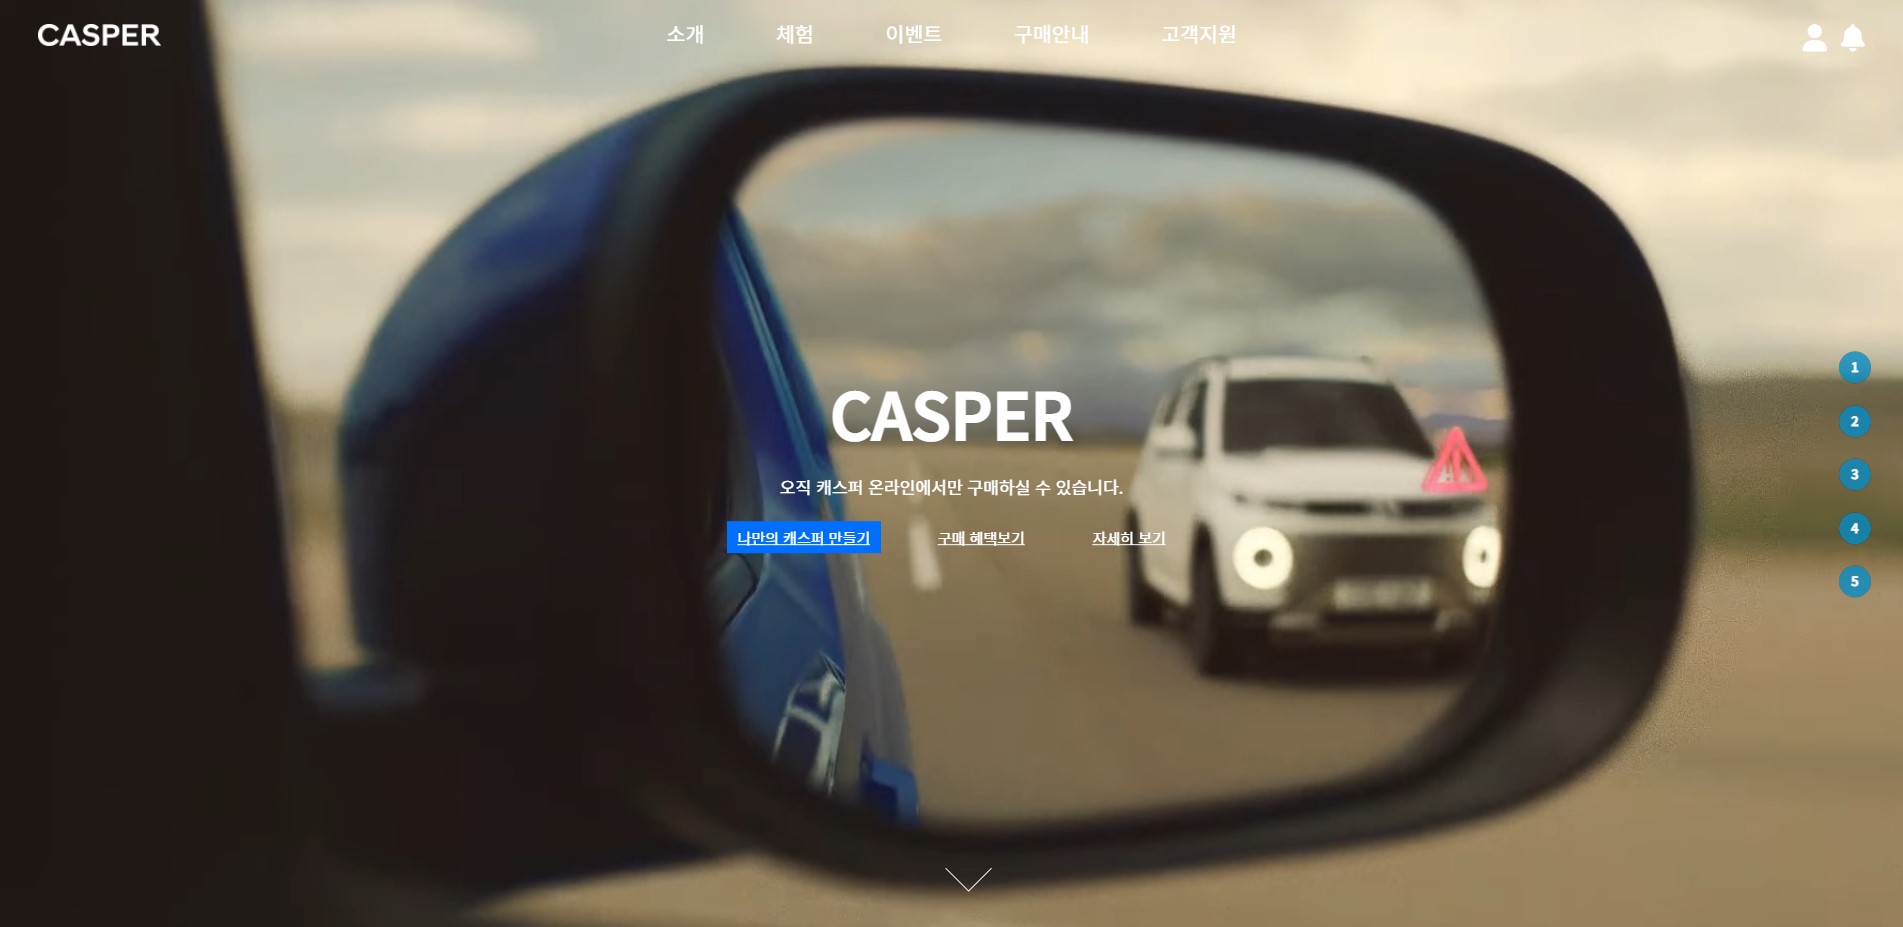 CASPER
소개
체험
이벤트
구매안내
고객지원
CASPER
오직 캐스퍼 온라인에서만 구매하실 수 있습니다.
나만의 캐스퍼 만들기
구매 혜택보기
자세히 보기
1
2
3
4
5